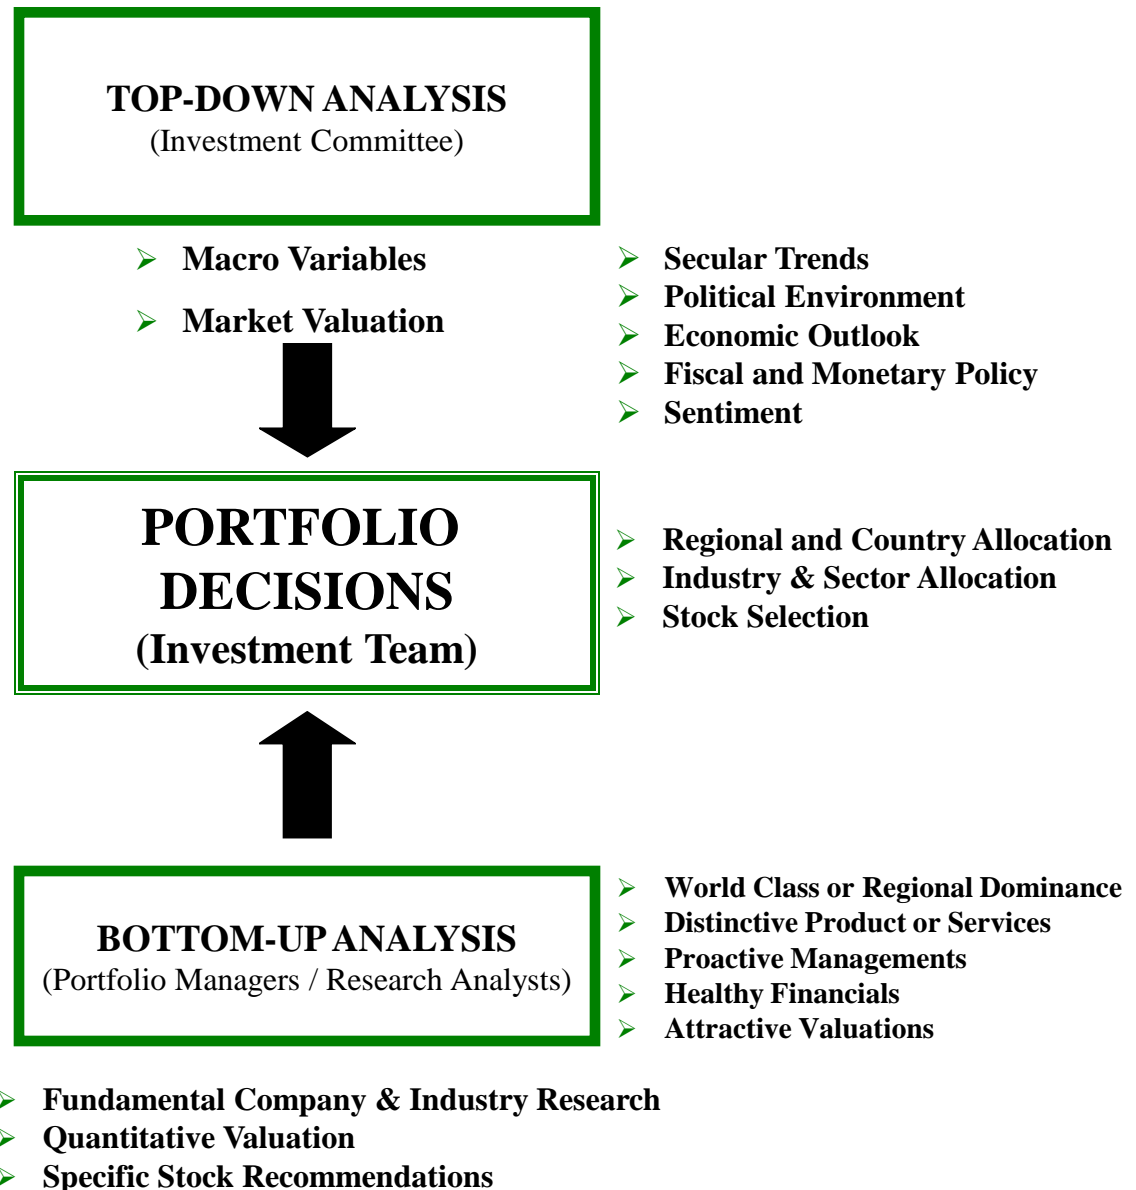 TOP-DOWN ANALYSIS
(Investment Committee)
Macro Variables
Market Valuation
Secular Trends
Political Environment
Economic Outlook
Fiscal and Monetary Policy
Sentiment
PORTFOLIO
DECISIONS
(Investment Team)
Regional and Country Allocation
Industry & Sector Allocation
Stock Selection
BOTTOM-UP ANALYSIS
(Portfolio Managers / Research Analysts)
World Class or Regional Dominance
Distinctive Product or Services
Proactive Managements
Healthy Financials
Attractive Valuations
Fundamental Company & Industry Research
Quantitative Valuation
Specific Stock Recommendations